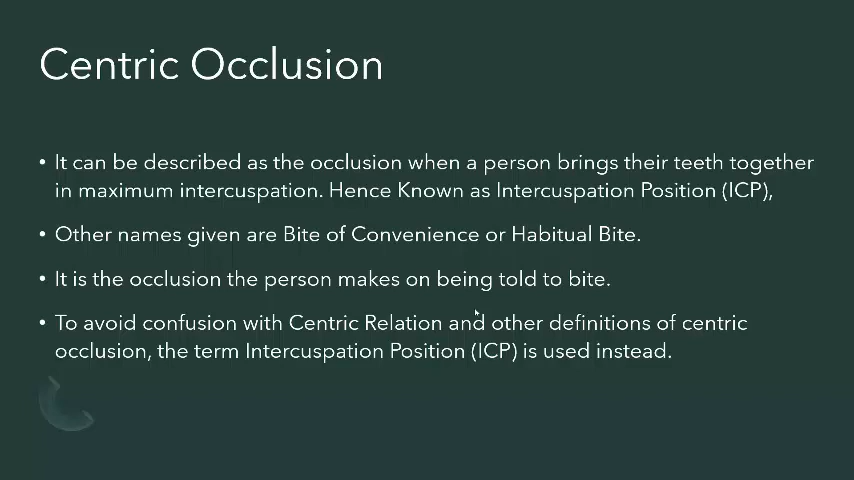 Centric Occlusion
• It can be described as the occlusion when a person brings their teeth together
in maximum intercuspation. Hence Known as Intercuspation Position (ICP),
• Other names given are Bite of Convenience or Habitual Bite.
• It is the occlusion the person makes on being told to bite.
• To avoid confusion with Centric Relation and other definitions of centric
occlusion, the term Intercuspation Position (ICP) is used instead.